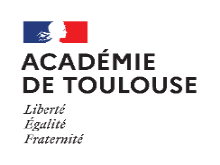 ACADÉMIE
DE TOULOUSE
Liberté
Égalité
Fraternité